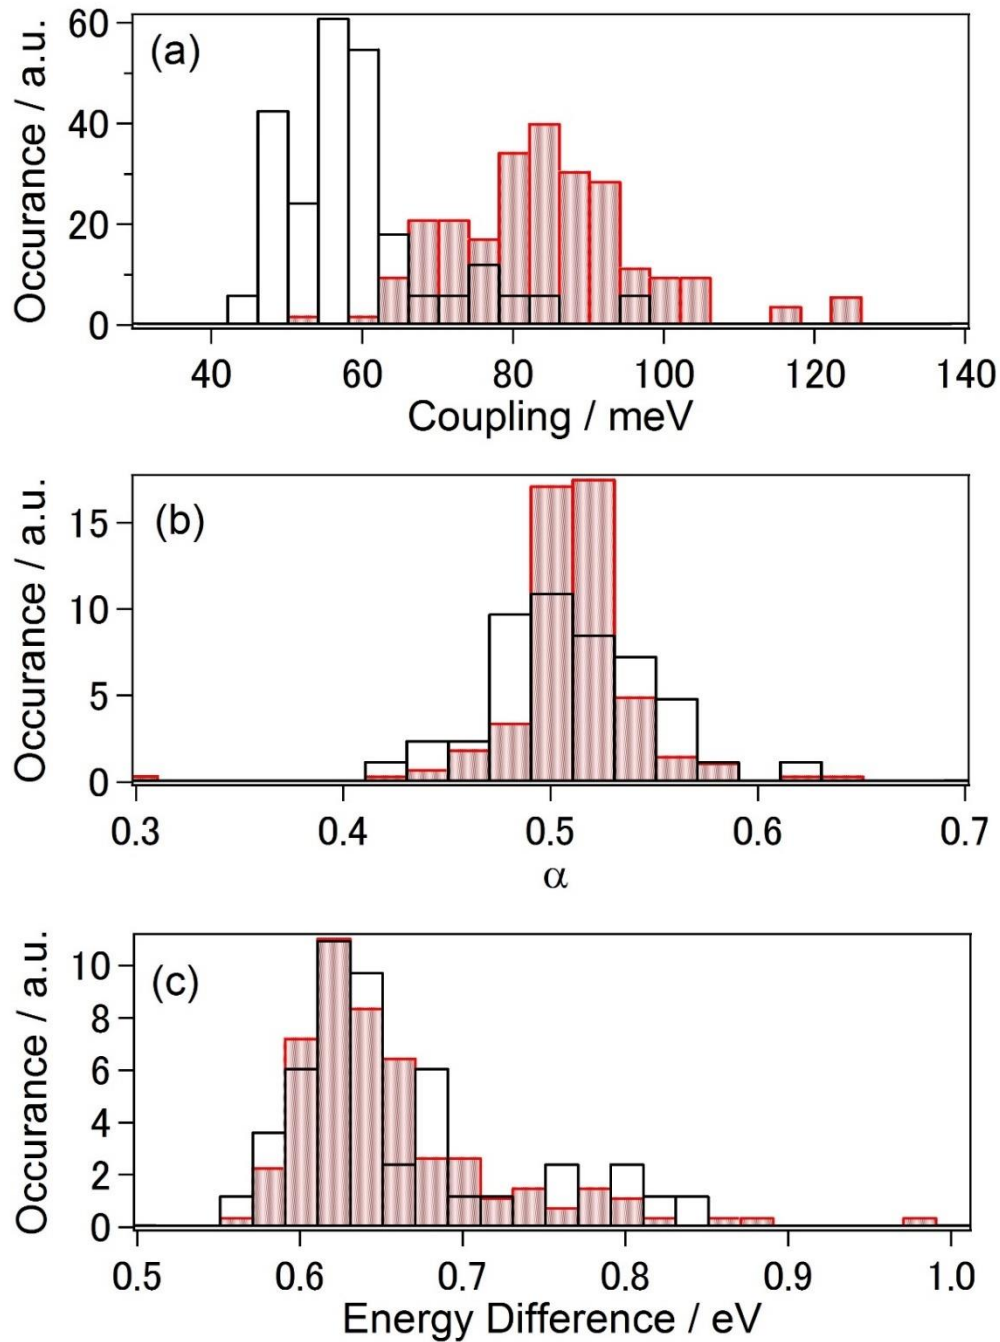 (a)
Occurance / a.u.
60
40
20
0
40 60 80 100 120 140
Coupling / meV
(b)
Occurance / a.u.
15
10
5
0
0.3 0.4 0.5 0.6 0.7
α
(c)
Occurance / a.u.
10
8
6
4
2
0
0.5 0.6 0.7 0.8 0.9 1.0
Energy Difference / eV